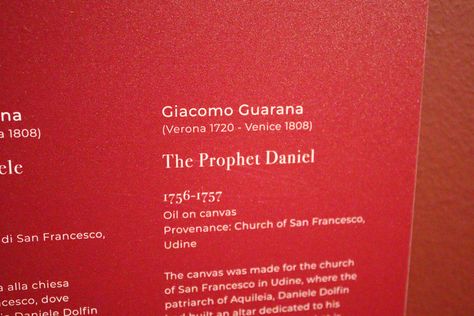 na
1808)
ele
di San Francesco,
a alla chiesa
ncesco, dove
Daniele Dolfin
Giacomo Guarana
(Verona 1720 - Venice 1808)
The Prophet Daniel
1756-1757
Oil on canvas
Provenance: Church of San Francesco,
Udine
The canvas was made for the church
of San Francesco in Udine, where the
patriarch of Aquileia, Daniele Dolfin
had built an altar dedicated to his